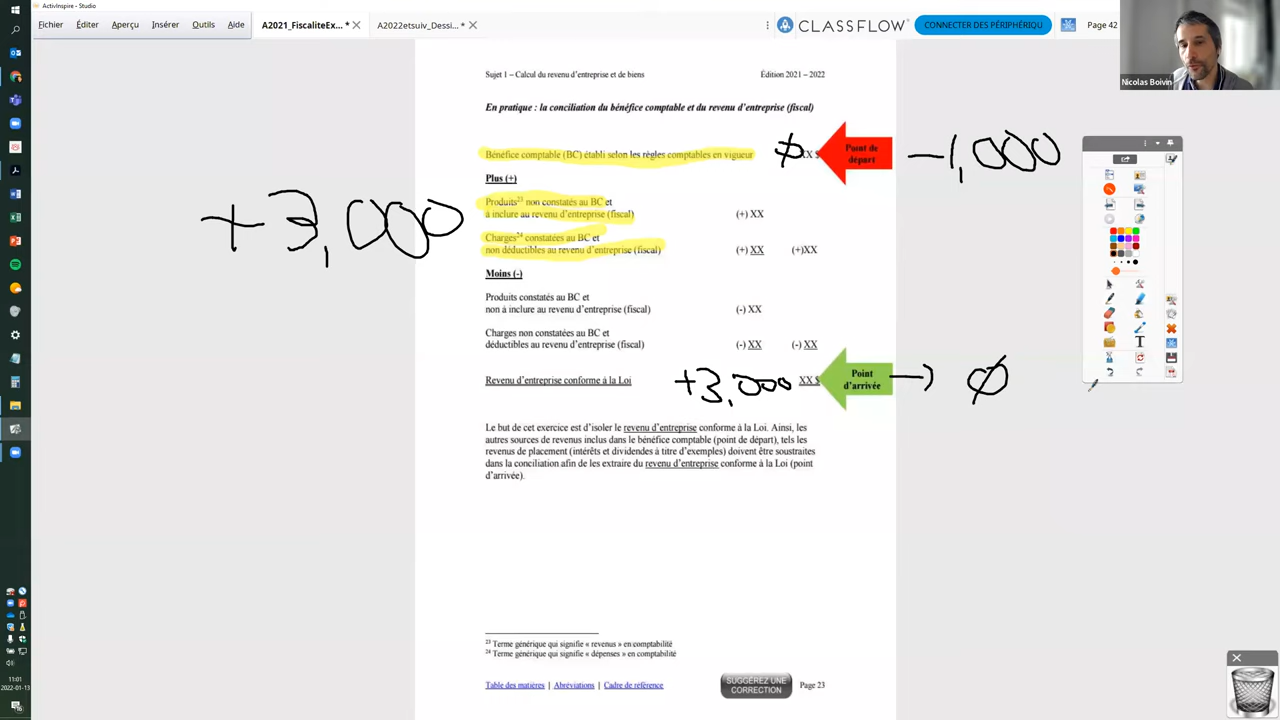 ActivInspire - Studio
Fichier Édition Aperçu Insérer Outils Aide
A2021_FiscaliteEx... *
A2022etsuiv_Dessi... *
CLASSFLOW
CONNECTER DES PÉRIPHÉRIQU
Page 42
Nicolas Boivin
Sujet 1 – Calcul du revenu d'entreprise et de biens
Édition 2021 – 2022
En pratique : la conciliation du bénéfice comptable et du revenu d'entreprise (fiscal)
Bénéfice comptable (BC) établi selon les règles comptables en vigueur
Ø XX $
Point de
départ
-1,000
Plus (+)
Produits23 non constatés au BC et
à inclure au revenu d'entreprise (fiscal) (+) XX
+3,000
Charges24 constatées au BC et
non déductibles au revenu d'entreprise (fiscal) (+) XX (+)XX
Moins (-)
Produits constatés au BC et
non à inclure au revenu d'entreprise (fiscal) (-) XX
Charges non constatées au BC et
déductibles au revenu d'entreprise (fiscal) (-) XX (-) XX
Revenu d'entreprise conforme à la Loi +3,000 XX $
Point
d'arrivée
→ Ø
Le but de cet exercice est d'isoler le revenu d'entreprise conforme à la Loi. Ainsi, les
autres sources de revenus inclus dans le bénéfice comptable (point de départ), tels les
revenus de placement (intérêts et dividendes à titre d'exemples) doivent être soustraites
dans la conciliation afin de les extraire du revenu d'entreprise conforme à la Loi (point
d'arrivée).
23 Terme générique qui signifie « revenus » en comptabilité
24 Terme générique qui signifie « dépenses » en comptabilité
Table des matières | Abréviations | Cadre de référence
SUGGÉREZ UNE
CORRECTION
Page 23
T
10:01
2022-01-13